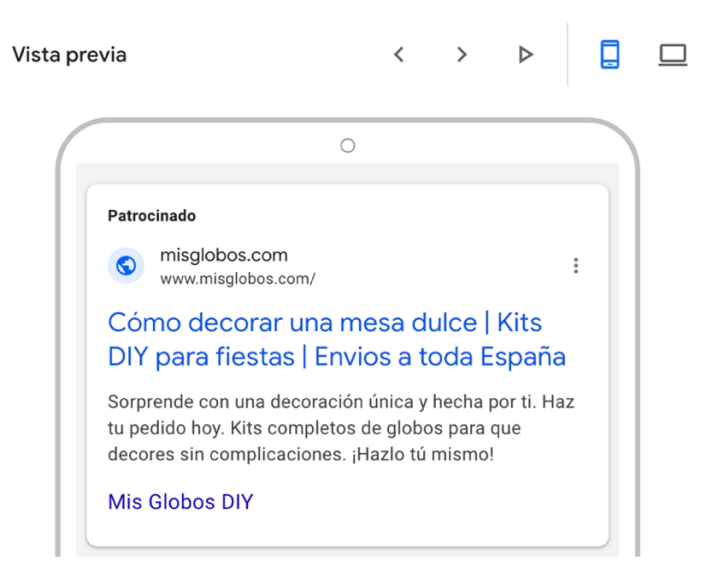 Vista previa
Patrocinado
misglobos.com
www.misglobos.com/
Cómo decorar una mesa dulce | Kits
DIY para fiestas | Envios a toda España
Sorprende con una decoración única y hecha por ti. Haz
tu pedido hoy. Kits completos de globos para que
decores sin complicaciones. ¡Hazlo tú mismo!
Mis Globos DIY